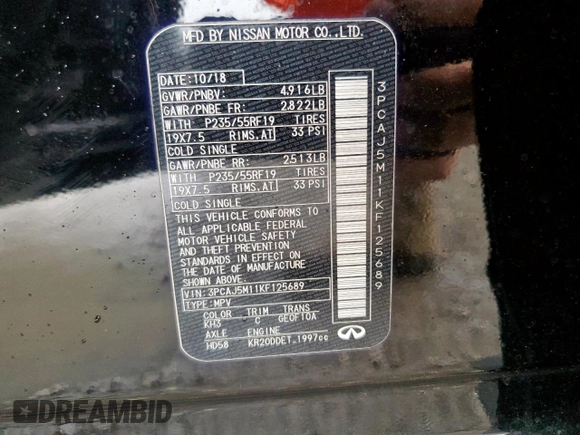 MFD BY NISSAN MOTOR CO.,LTD.
DATE:10/18
GVWR/PNBV: 4,916LB
GAWR/PNBE FR: 2,822LB
WITH P235/55RF19 TIRES
19X7.5 RIMS.AT 33 PSI
COLD SINGLE
GAWR/PNBE RR: 2,513LB
WITH P235/55RF19 TIRES
19X7.5 RIMS.AT 33 PSI
COLD SINGLE
THIS VEHICLE CONFORMS TO
ALL APPLICABLE FEDERAL
MOTOR VEHICLE SAFETY
AND THEFT PREVENTION
STANDARDS IN EFFECT ON
THE DATE OF MANUFACTURE
SHOWN ABOVE.
VIN: 3PCAJ5M11KF125689
TYPE:MPV
COLOR TRIM TRANS
KH3 C GE0F10A
AXLE ENGINE
HD58 KR20DDET 1997cc
3PCAJ5M11KF125689
DREAMBID